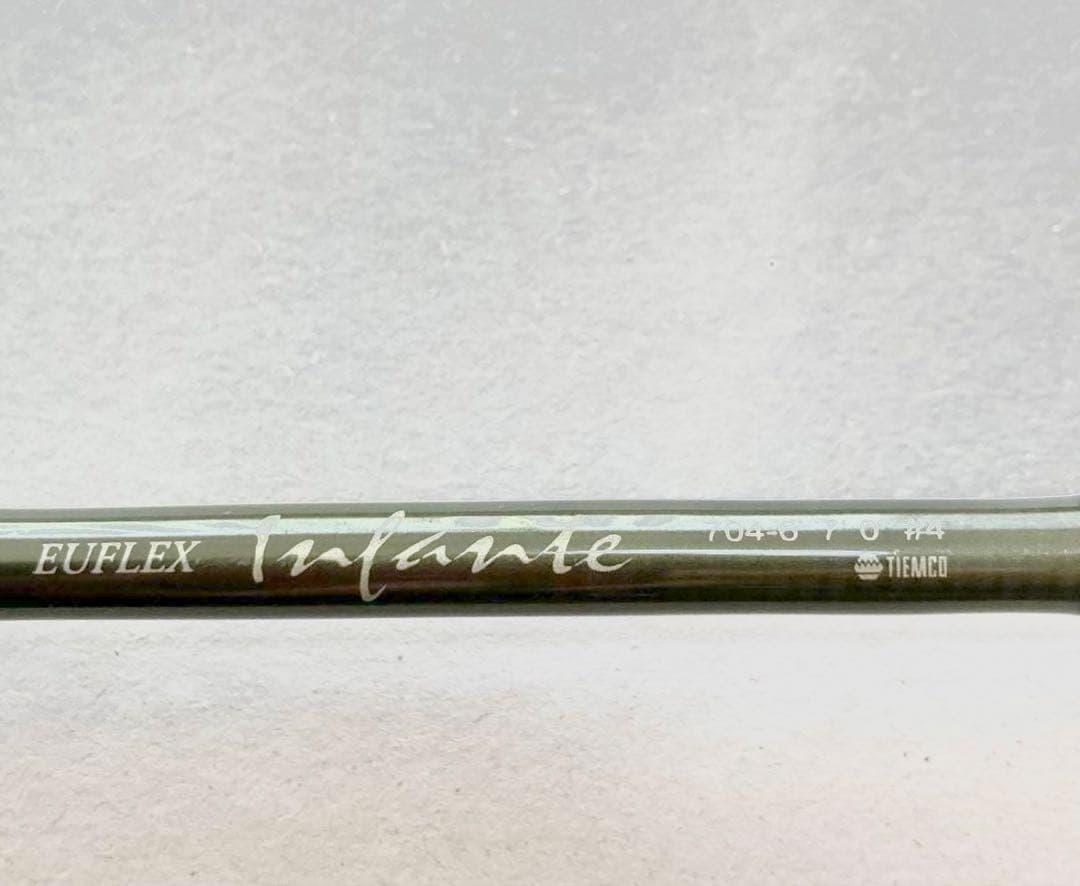 EUFLEX Infante 704-6 7'0" #4
TIEMCO